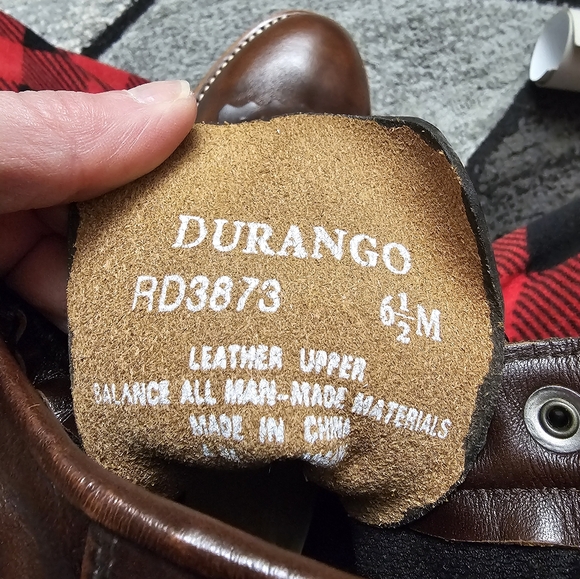 DURANGO
RD3873 6½M
LEATHER UPPER
BALANCE ALL MAN-MADE MATERIALS
MADE IN CHINA